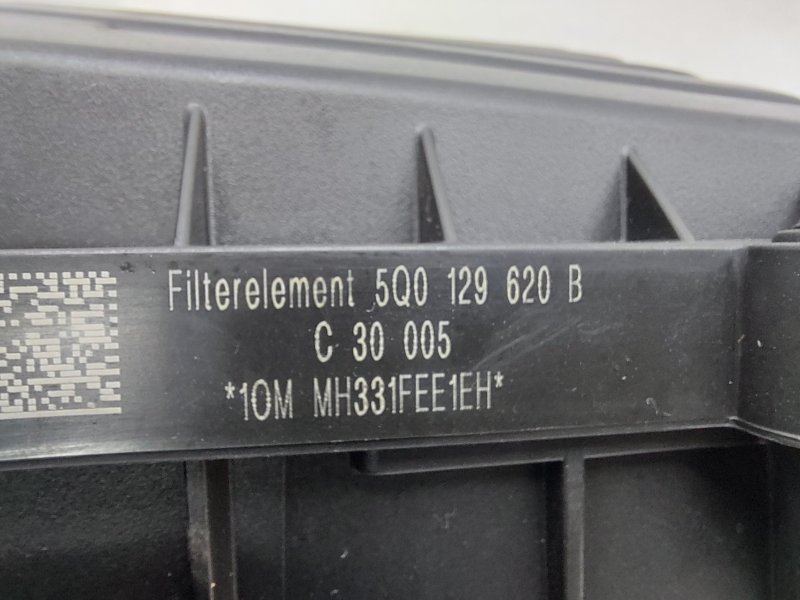 Filterelement 5Q0 129 620 B
C 30 005
*10M MH331FEE1EH*